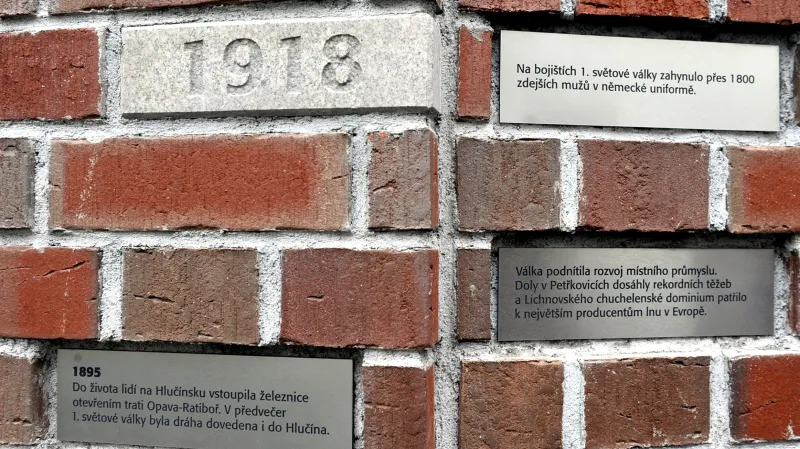 1918
Na bojištích 1. světové války zahynulo přes 1800
zdejších mužů v německé uniformě.
Válka podnítila rozvoj místního průmyslu.
Doly v Petřkovicích dosáhly rekordních těžeb
a Lichnovského chuchelenské dominium patřilo
k největším producentům lnu v Evropě.
1895
Do života lidí na Hlučínsku vstoupila železnice
otevřením trati Opava-Ratiboř. V předvečer
1. světové války byla dráha dovedena i do Hlučína.